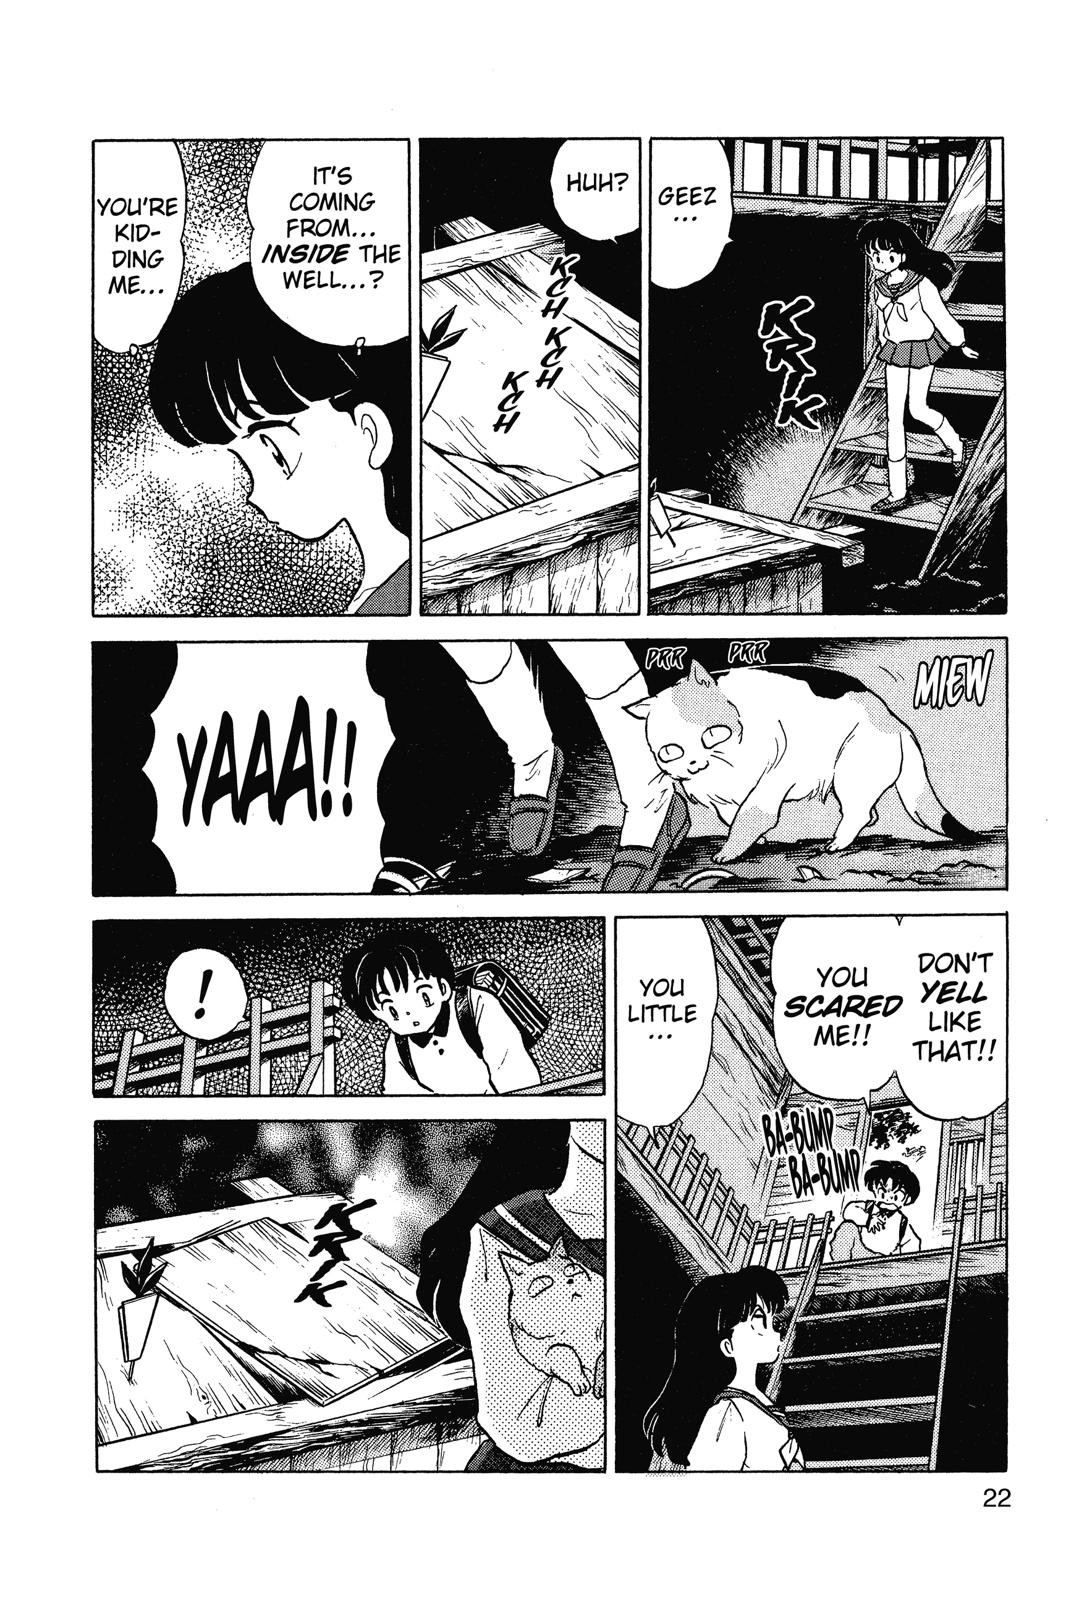 GEEZ
...
KRIK
HUH?
KCH
KCH
KCH
IT'S
COMING
FROM...
INSIDE THE
WELL...?
YOU'RE
KID-
DING
ME...
MIEW
PRR
PRR
YAAA!!
DON'T
YELL
LIKE
THAT!!
YOU
SCARED
ME!!
BA-BUMP
BA-BUMP
YOU
LITTLE
...
!
KRIK
22